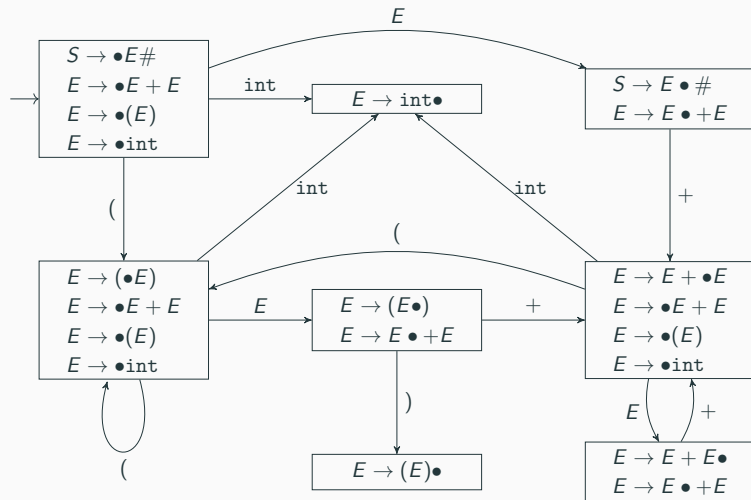 E
S → •E#
E → •E + E
E → •(E)
E → •int
int
E → int•
S → E • #
E → E • +E
(
int
int
+
(
E → (•E)
E → •E + E
E → •(E)
E → •int
E
E → (E•)
E → E • +E
+
E → E + •E
E → •E + E
E → •(E)
E → •int
)
E
+
(
E → (E)•
E → E + E•
E → E • +E